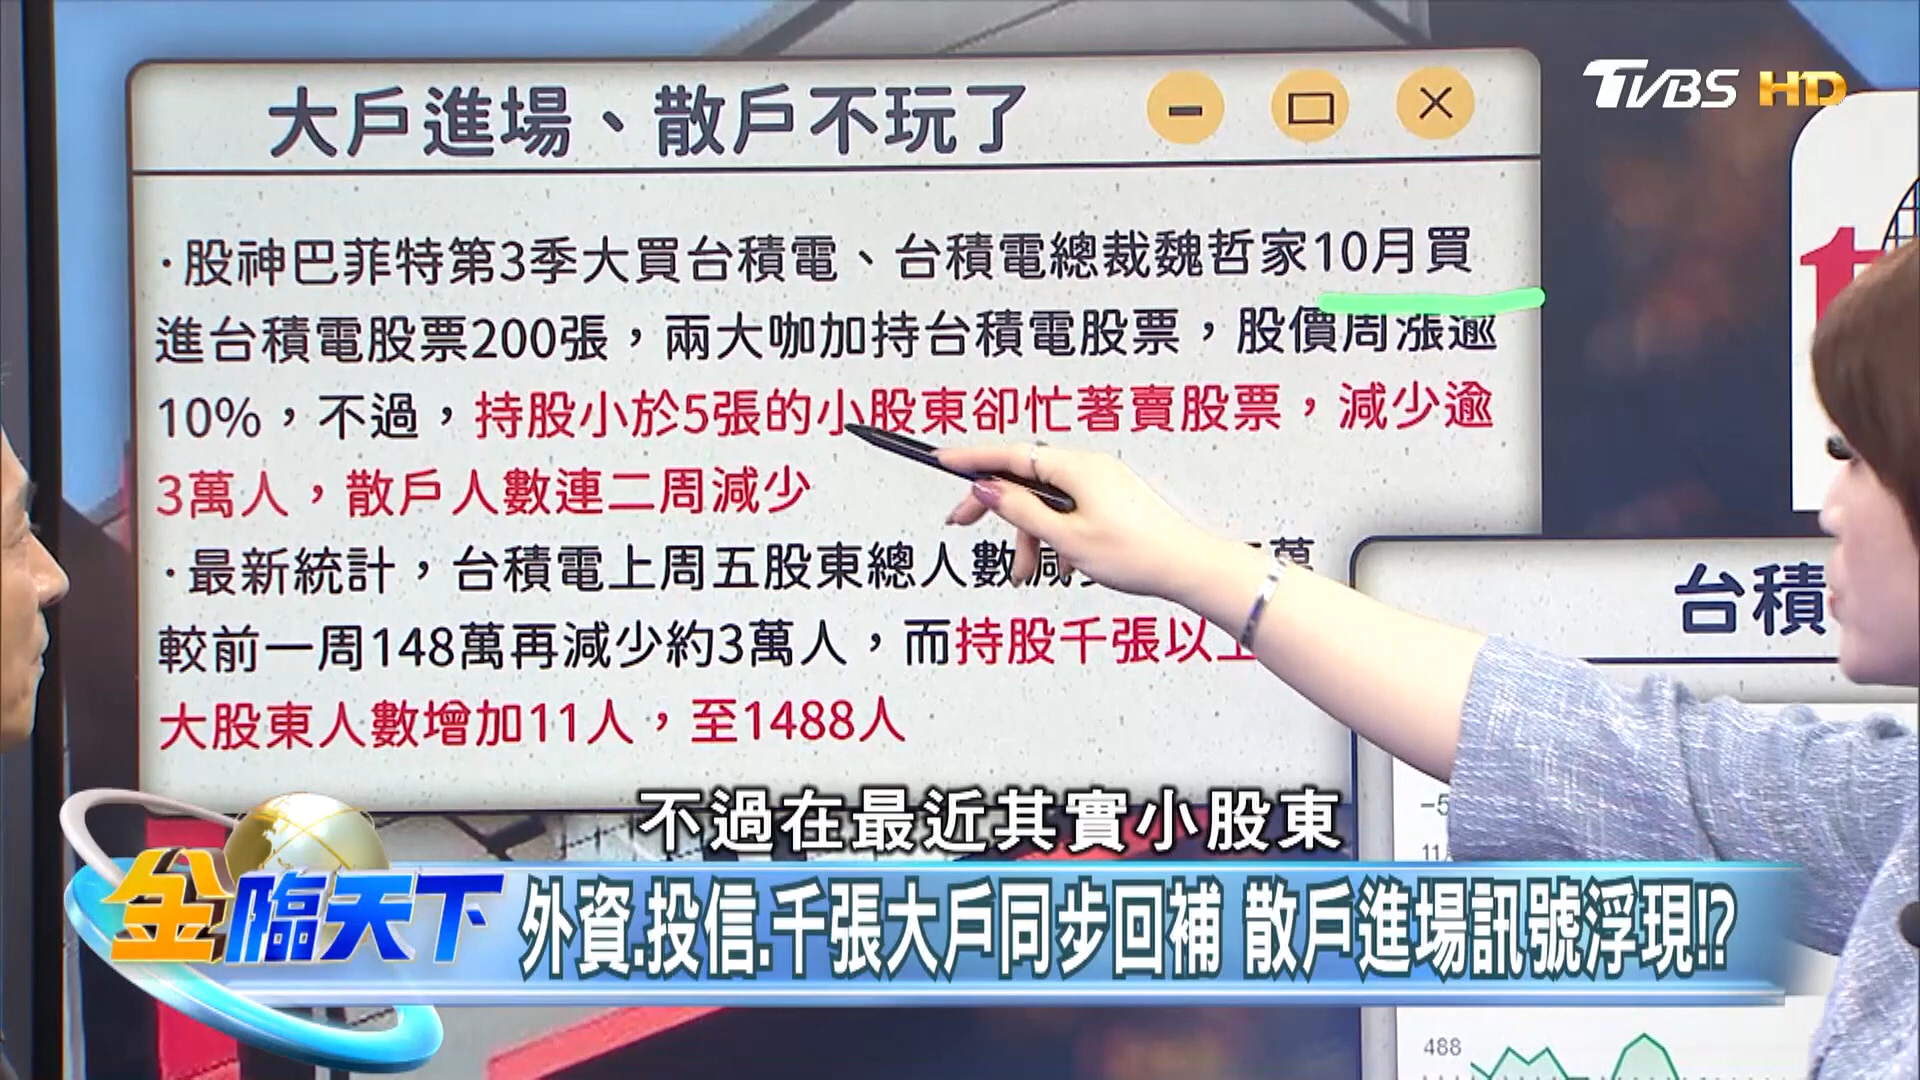 TVBS HD
大戶進場、散戶不玩了
·股神巴菲特第3季大買台積電、台積電總裁魏哲家10月買
進台積電股票200張，兩大咖加持台積電股票，股價周漲逾
10%，不過，持股小於5張的小股東卻忙著賣股票，減少逾
3萬人，散戶人數連二周減少
·最新統計，台積電上周五股東總人數減 萬
較前一周148萬再減少約3萬人，而持股千張以上
大股東人數增加11人，至1488人
台積
-5
11
不過在最近其實小股東
金臨天下
外資.投信.千張大戶同步回補 散戶進場訊號浮現!?
488